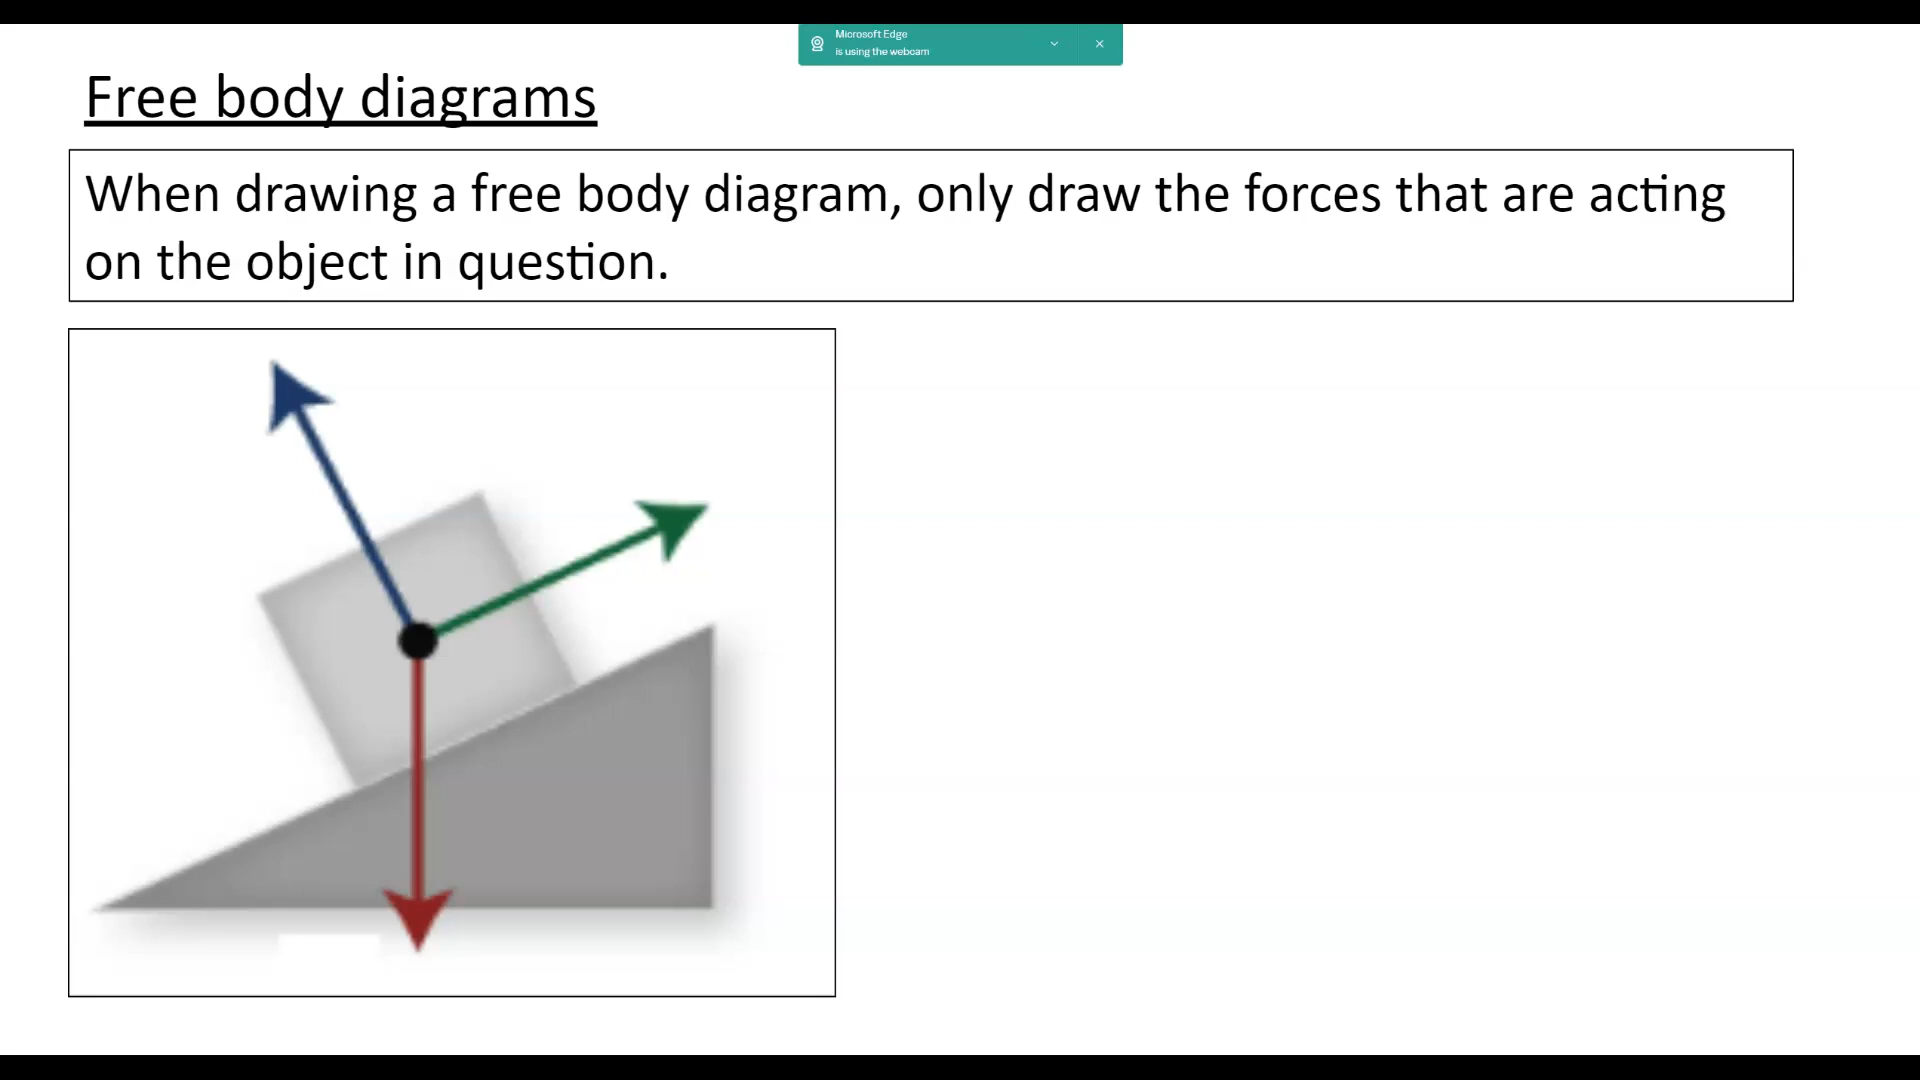 Microsoft Edge
is using the webcam
Free body diagrams
When drawing a free body diagram, only draw the forces that are acting
on the object in question.